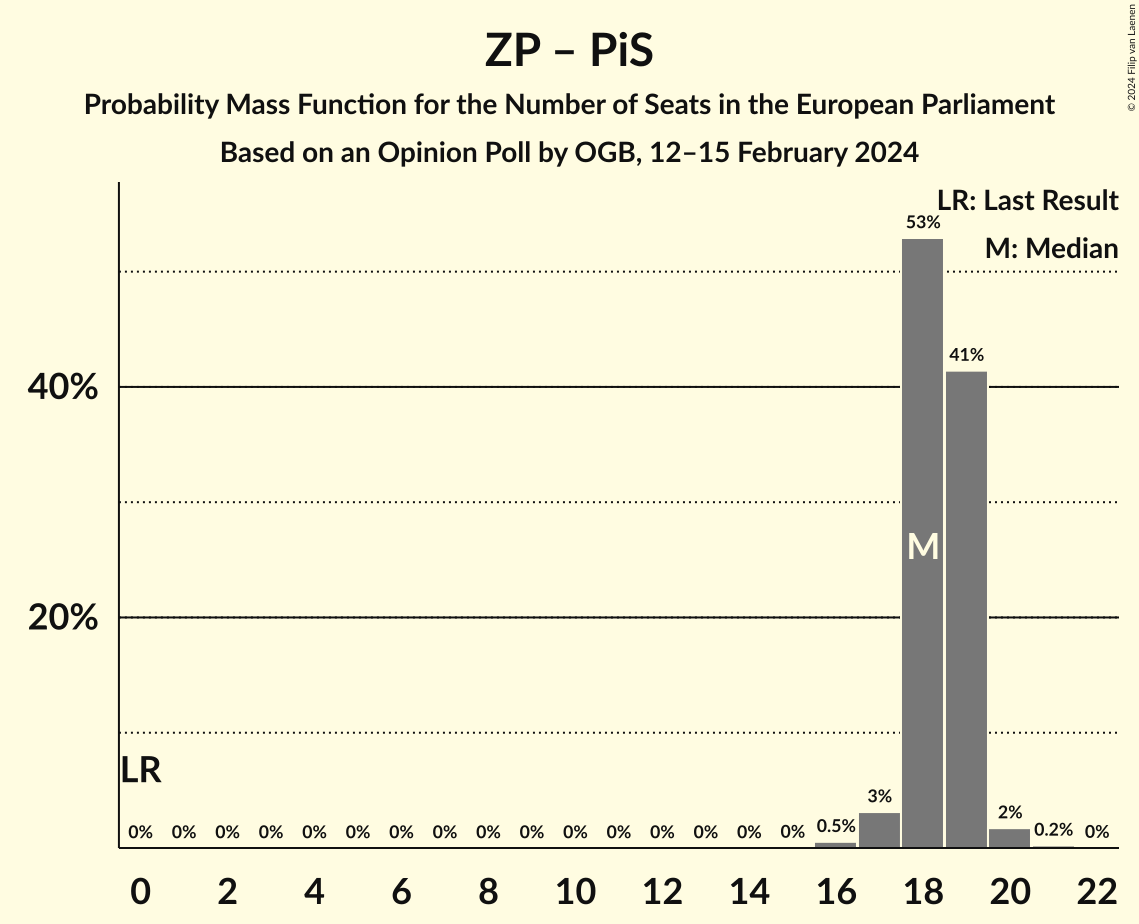 ZP – PiS
Probability Mass Function for the Number of Seats in the European Parliament
Based on an Opinion Poll by OGB, 12–15 February 2024
© 2024 Filip van Laenen
LR: Last Result
M: Median
53%
41%
40%
M
20%
LR
0% 0% 0% 0% 0% 0% 0% 0% 0% 0% 0% 0% 0% 0% 0% 0% 0.5% 3% 2% 0.2% 0%
0 2 4 6 8 10 12 14 16 18 20 22